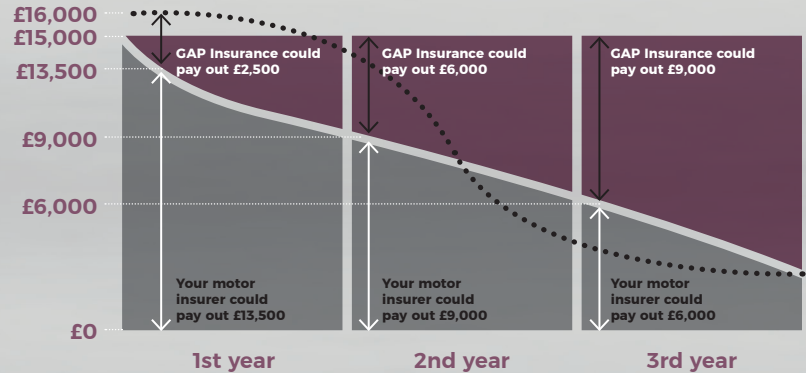 £16,000
£15,000
£13,500
£9,000
£6,000
£0
GAP Insurance could
pay out £2,500
GAP Insurance could
pay out £6,000
GAP Insurance could
pay out £9,000
Your motor
insurer could
pay out £13,500
Your motor
insurer could
pay out £9,000
Your motor
insurer could
pay out £6,000
1st year
2nd year
3rd year